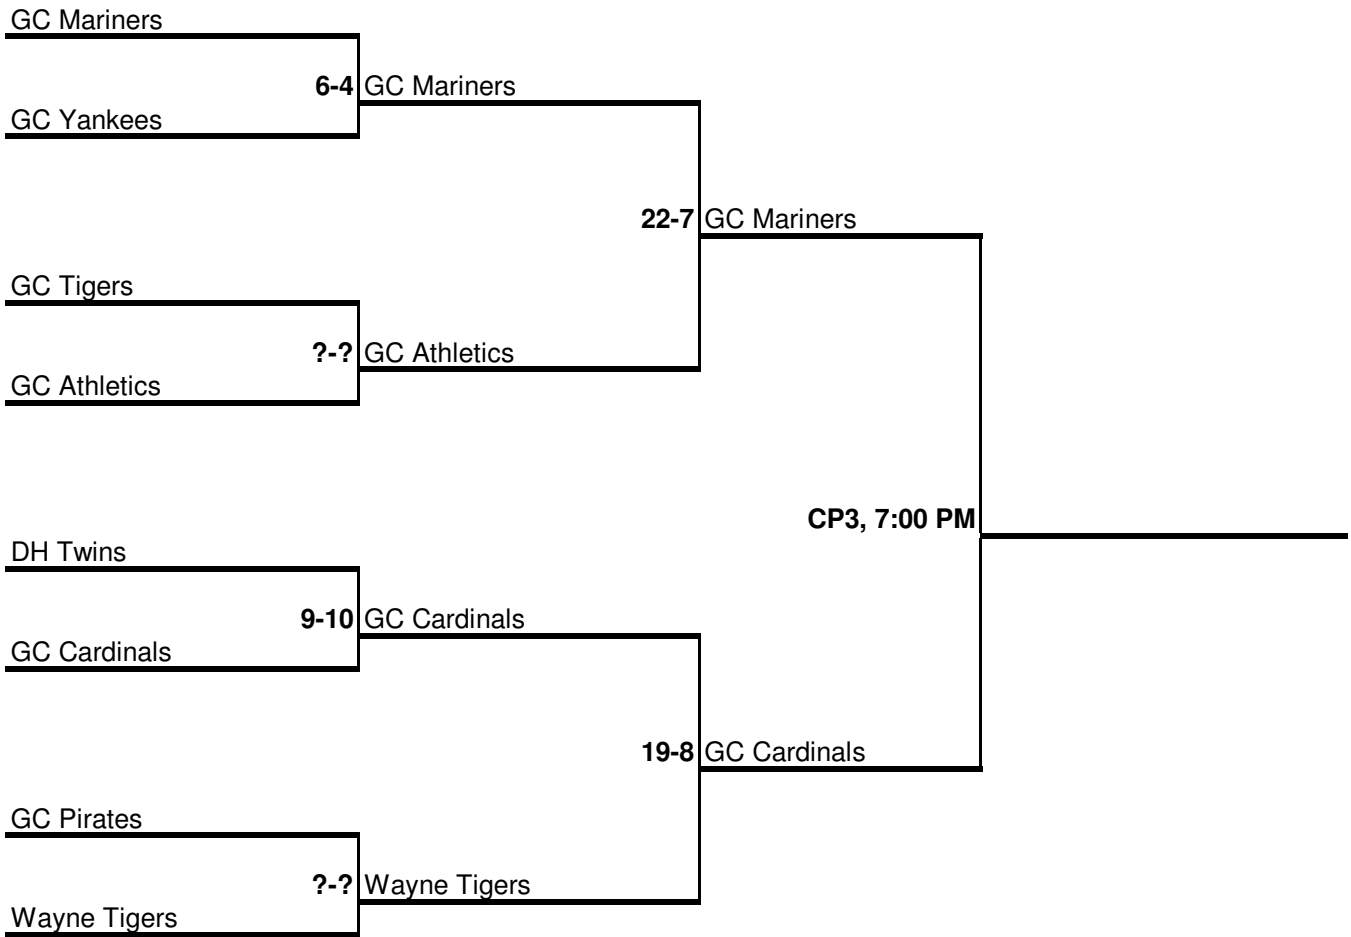 GC Mariners
6-4 GC Mariners
GC Yankees
22-7 GC Mariners
GC Tigers
?-? GC Athletics
GC Athletics
CP3, 7:00 PM
DH Twins
9-10 GC Cardinals
GC Cardinals
19-8 GC Cardinals
GC Pirates
?-? Wayne Tigers
Wayne Tigers